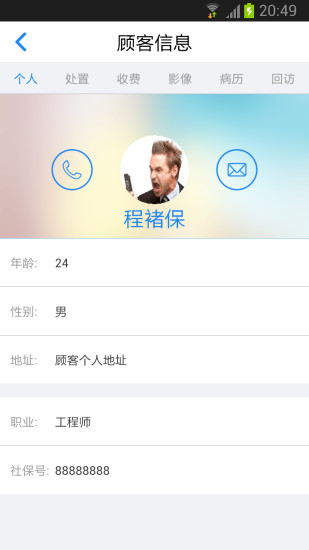 20:49
顾客信息
个人 处置 收费 影像 病历 回访
程褚保
年龄: 24
性别: 男
地址: 顾客个人地址
职业: 工程师
社保号: 88888888